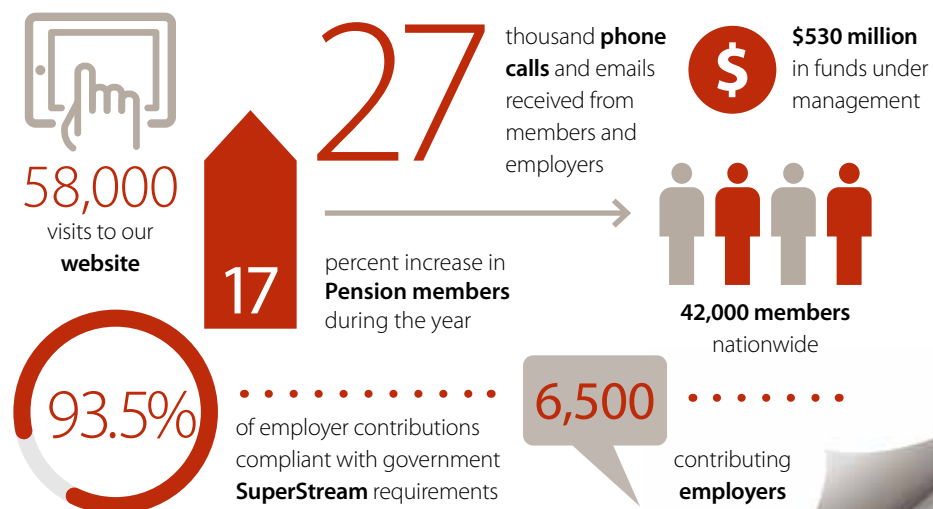 58,000
visits to our
website
27
thousand phone
calls and emails
received from
members and
employers
$
$530 million
in funds under
management
17
percent increase in
Pension members
during the year
42,000 members
nationwide
93.5%
of employer contributions
compliant with government
SuperStream requirements
6,500
contributing
employers